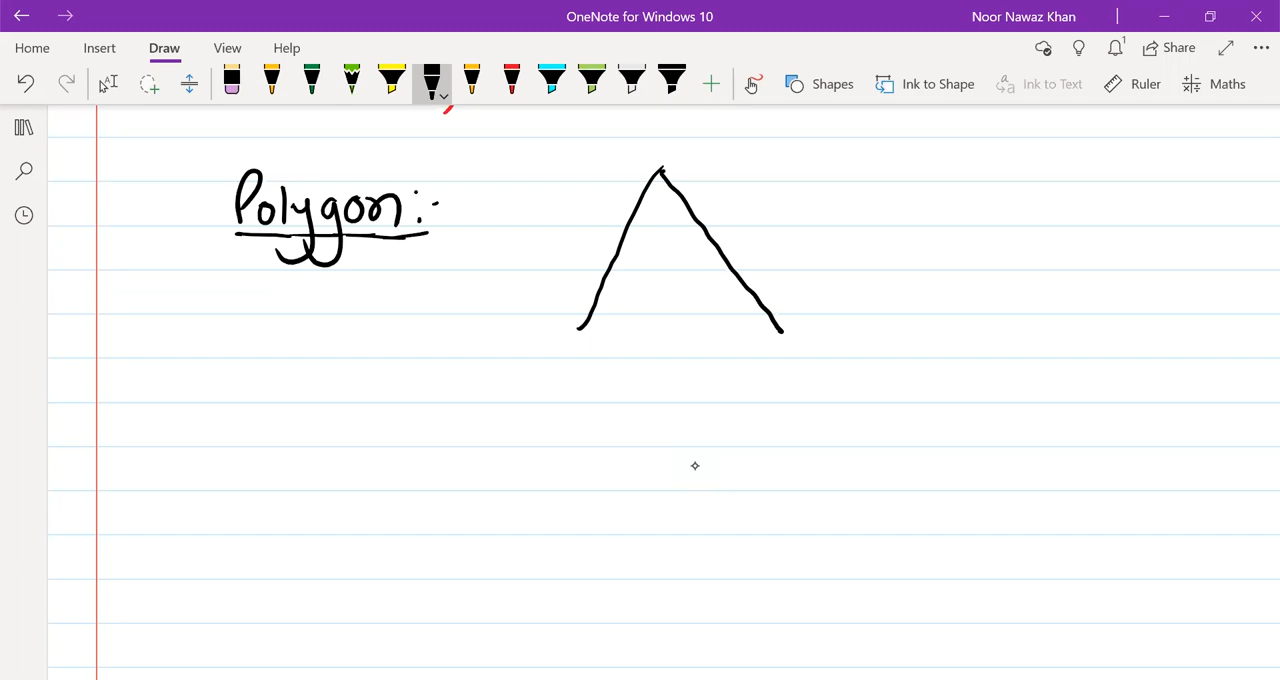 OneNote for Windows 10
Noor Nawaz Khan
Home Insert Draw View Help
1 Share
Shapes Ink to Shape Ink to Text Ruler Maths
Polygon :-